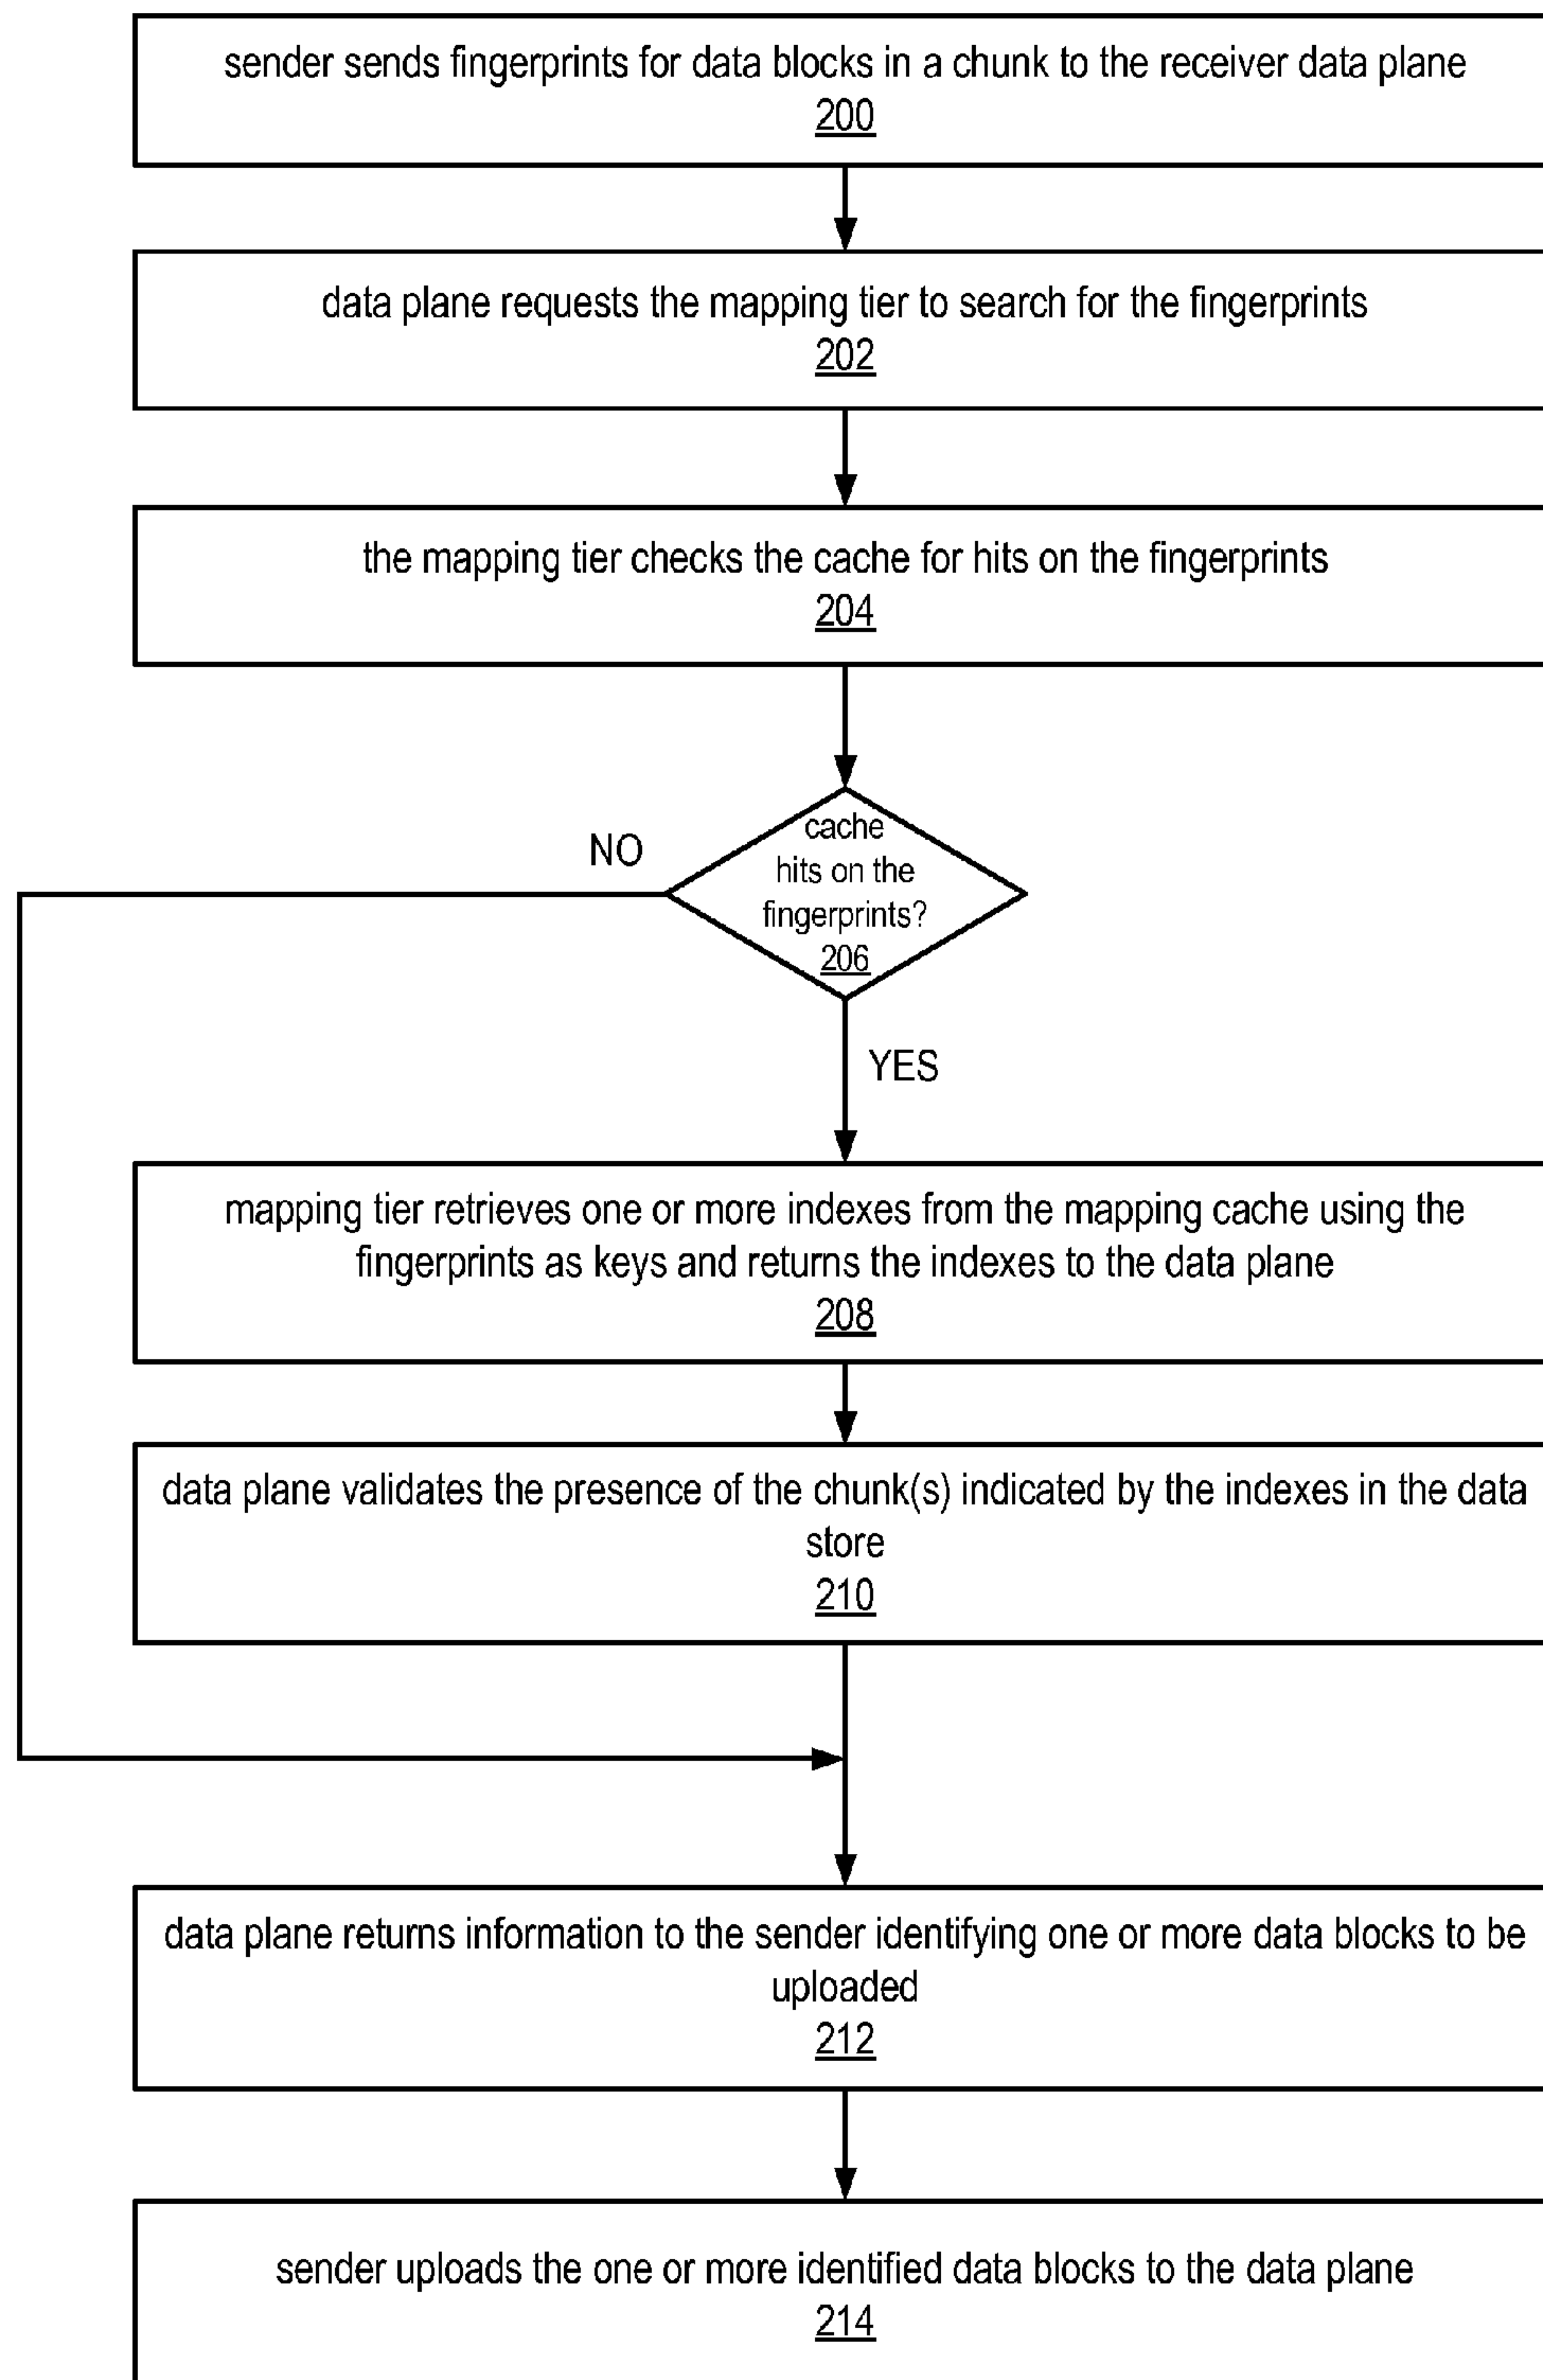 sender sends fingerprints for data blocks in a chunk to the receiver data plane
200
data plane requests the mapping tier to search for the fingerprints
202
the mapping tier checks the cache for hits on the fingerprints
204
cache
NO
hits on the
fingerprints?
206
YES
mapping tier retrieves one or more indexes from the mapping cache using the
fingerprints as keys and returns the indexes to the data plane
208
data plane validates the presence of the chunk(s) indicated by the indexes in the data
store
210
data plane returns information to the sender identifying one or more data blocks to be
uploaded
212
sender uploads the one or more identified data blocks to the data plane
214